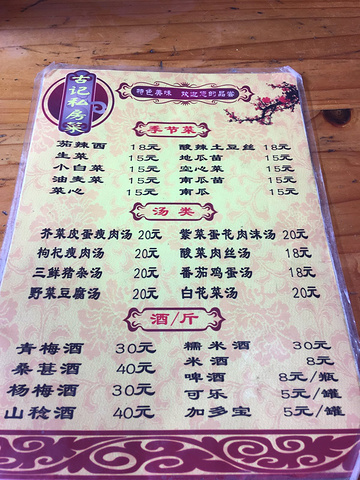 古记私房菜
特色美味 欢迎您的品尝
季节菜
茄辣西 18元 酸辣土豆丝 18元
生菜 15元 地瓜苗 15元
小白菜 15元 空心菜 15元
油麦菜 15元 南瓜苗 15元
菜心 15元 南瓜 15元
汤类
芥菜皮蛋瘦肉汤 20元 紫菜蛋花肉沫汤 20元
枸杞瘦肉汤 20元 酸菜肉丝汤 18元
三鲜猪杂汤 20元 番茄鸡蛋汤 18元
野菜豆腐汤 20元 白花菜汤 20元
酒/斤
青梅酒 30元 糯米酒 30元
桑葚酒 40元 米酒 8元
杨梅酒 30元 啤酒 8元/瓶
山稔酒 40元 可乐 5元/罐
加多宝 5元/罐